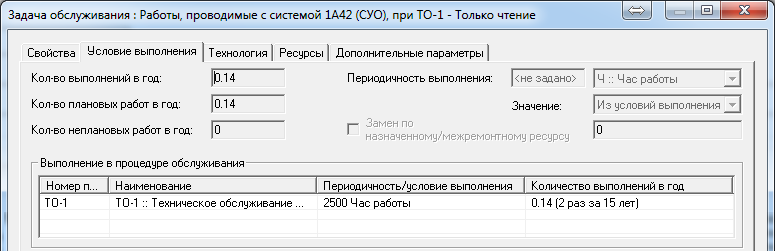 Задача обслуживания : Работы, проводимые с системой 1А42 (СУО), при ТО-1 - Только чтение
Свойства Условие выполнения Технология Ресурсы Дополнительные параметры
Кол-во выполнений в год: 0.14 Периодичность выполнения: <не задано> Ч :: Час работы
Кол-во плановых работ в год: 0.14 Значение: Из условий выполнения
Кол-во неплановых работ в год: 0 Замен по назначенному/межремонтному ресурсу 0
Выполнение в процедуре обслуживания
Номер п... Наименование Периодичность/условие выполнения Количество выполнений в год
ТО-1 ТО-1 :: Техническое обслуживание ... 2500 Час работы 0.14 (2 раз за 15 лет)